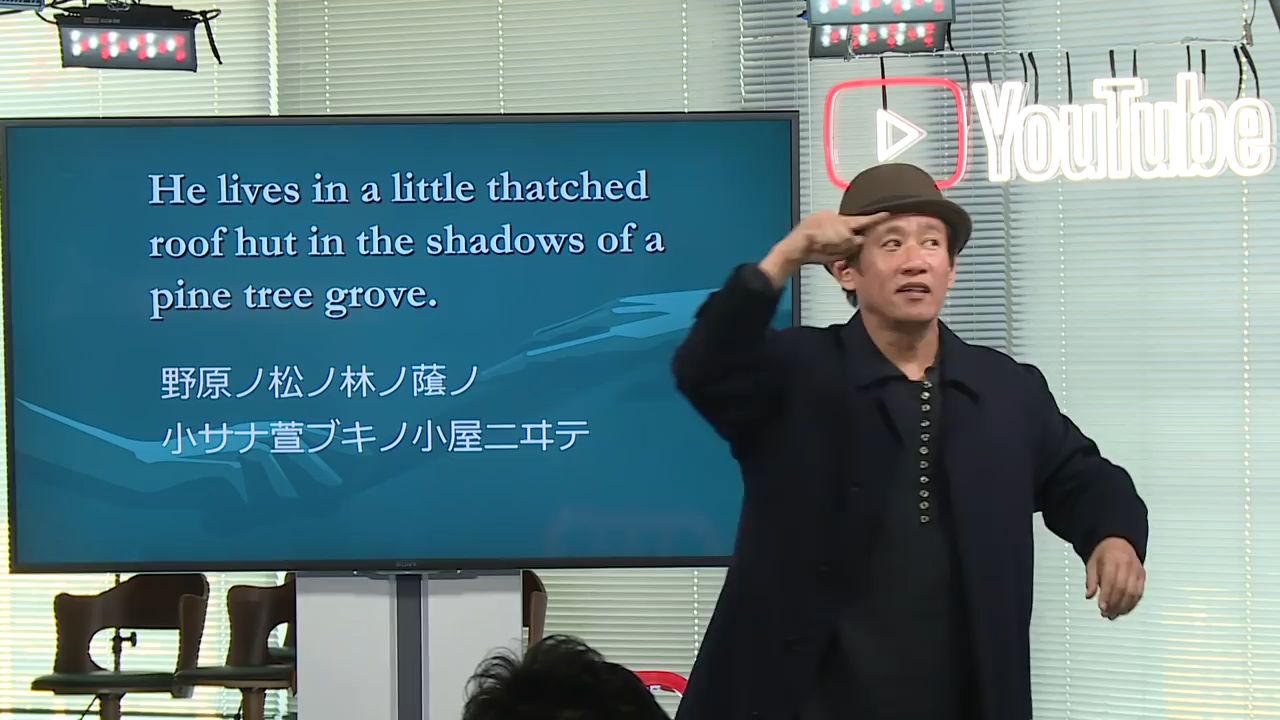 He lives in a little thatched
roof hut in the shadows of a
pine tree grove.
野原ノ松ノ林ノ蔭ノ
小サナ萱ブキノ小屋ニヰテ
YouTube
SONY